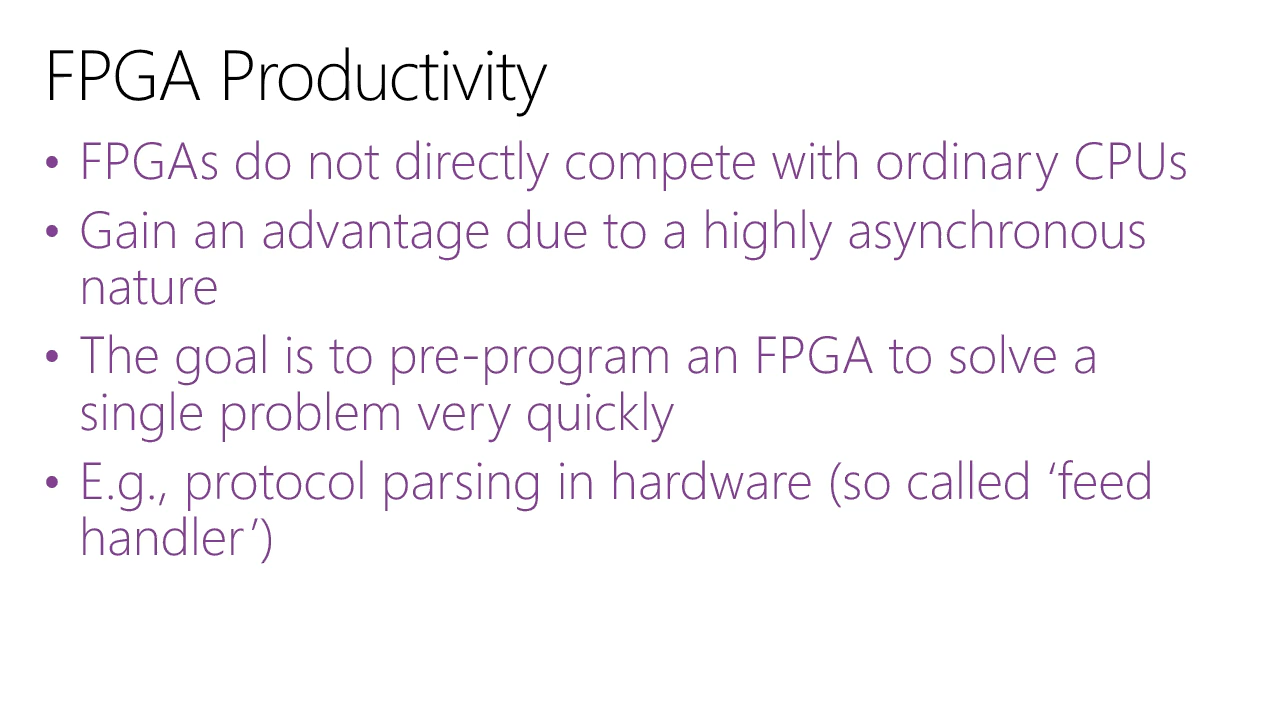 FPGA Productivity
• FPGAs do not directly compete with ordinary CPUs
• Gain an advantage due to a highly asynchronous
nature
• The goal is to pre-program an FPGA to solve a
single problem very quickly
• E.g., protocol parsing in hardware (so called ‘feed
handler’)